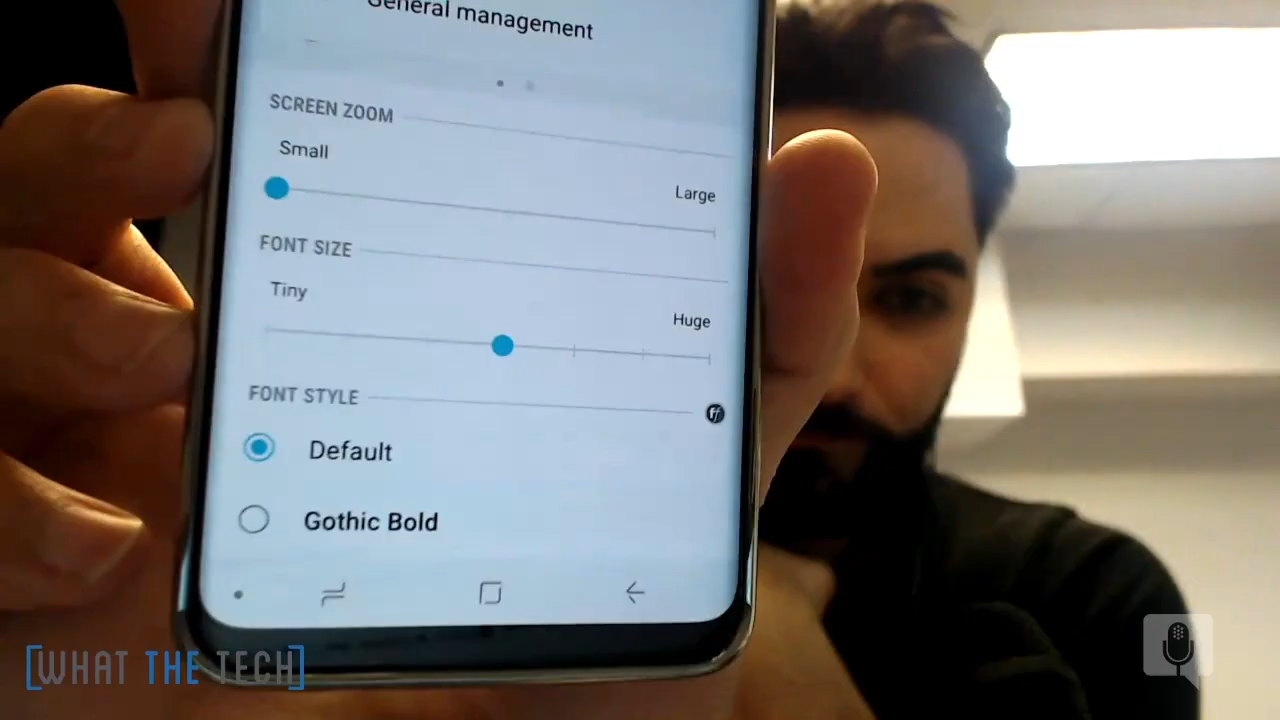 General management
SCREEN ZOOM
Small
Large
FONT SIZE
Tiny
Huge
FONT STYLE
Default
Gothic Bold
[WHAT THE TECH]